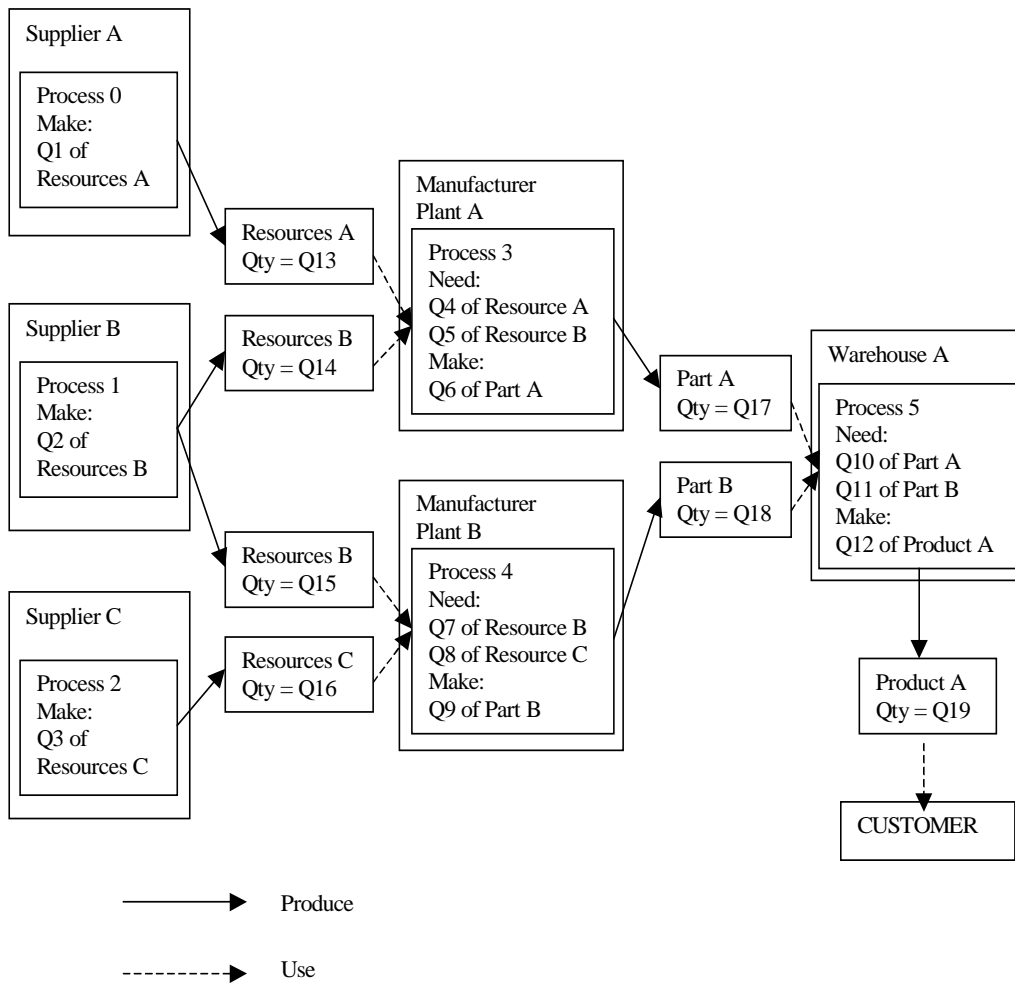 Supplier A
Process 0
Make:
Q1 of
Resources A
Resources A
Qty = Q13
Supplier B
Process 1
Make:
Q2 of
Resources B
Resources B
Qty = Q14
Resources B
Qty = Q15
Supplier C
Process 2
Make:
Q3 of
Resources C
Resources C
Qty = Q16
Manufacturer
Plant A
Process 3
Need:
Q4 of Resource A
Q5 of Resource B
Make:
Q6 of Part A
Manufacturer
Plant B
Process 4
Need:
Q7 of Resource B
Q8 of Resource C
Make:
Q9 of Part B
Part A
Qty = Q17
Part B
Qty = Q18
Warehouse A
Process 5
Need:
Q10 of Part A
Q11 of Part B
Make:
Q12 of Product A
Product A
Qty = Q19
CUSTOMER
Produce
Use